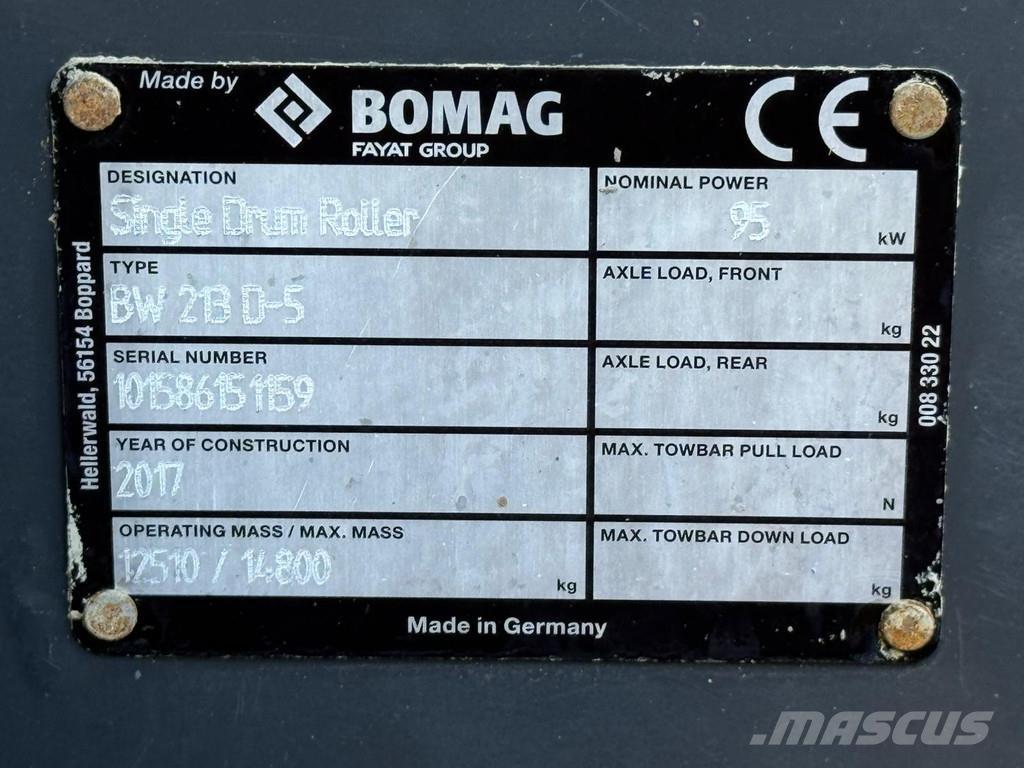 Made by
BOMAG
FAYAT GROUP
CE
DESIGNATION
Single Drum Roller
NOMINAL POWER
95 kW
TYPE
BW 213 D-5
AXLE LOAD, FRONT
kg
SERIAL NUMBER
101586151159
AXLE LOAD, REAR
kg
YEAR OF CONSTRUCTION
2017
MAX. TOWBAR PULL LOAD
N
OPERATING MASS / MAX. MASS
12510 / 14800 kg
MAX. TOWBAR DOWN LOAD
kg
Made in Germany
Hellerwald, 56154 Boppard
008 330 22
MASCUS